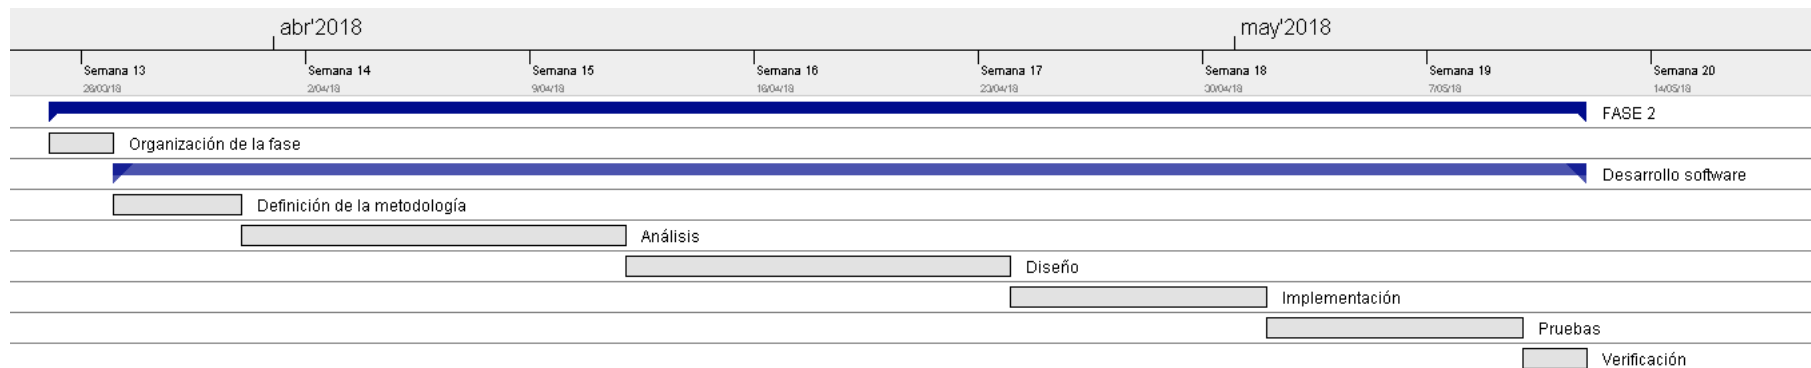 abr'2018 may'2018
Semana 13 Semana 14 Semana 15 Semana 16 Semana 17 Semana 18 Semana 19 Semana 20
26/03/18 2/04/18 9/04/18 16/04/18 23/04/18 30/04/18 7/05/18 14/05/18
FASE 2
Organización de la fase
Desarrollo software
Definición de la metodología
Análisis
Diseño
Implementación
Pruebas
Verificación